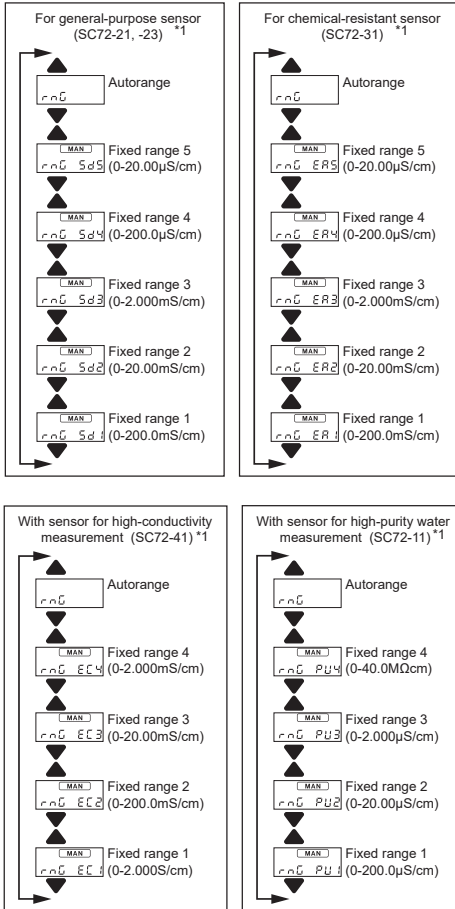 For general-purpose sensor
(SC72-21, -23) *1
Autorange
rnG
MAN
Fixed range 5
rnG Sd5
(0-20.00µS/cm)
MAN
Fixed range 4
rnG Sd4
(0-200.0µS/cm)
MAN
Fixed range 3
rnG Sd3
(0-2.000mS/cm)
MAN
Fixed range 2
rnG Sd2
(0-20.00mS/cm)
MAN
Fixed range 1
rnG Sd1
(0-200.0mS/cm)
For chemical-resistant sensor
(SC72-31) *1
Autorange
rnG
MAN
Fixed range 5
rnG EA5
(0-20.00µS/cm)
MAN
Fixed range 4
rnG EA4
(0-200.0µS/cm)
MAN
Fixed range 3
rnG EA3
(0-2.000mS/cm)
MAN
Fixed range 2
rnG EA2
(0-20.00mS/cm)
MAN
Fixed range 1
rnG EA1
(0-200.0mS/cm)
With sensor for high-conductivity
measurement (SC72-41) *1
Autorange
rnG
MAN
Fixed range 4
rnG EC4
(0-2.000mS/cm)
MAN
Fixed range 3
rnG EC3
(0-20.00mS/cm)
MAN
Fixed range 2
rnG EC2
(0-200.0mS/cm)
MAN
Fixed range 1
rnG EC1
(0-2.000S/cm)
With sensor for high-purity water
measurement (SC72-11) *1
Autorange
rnG
MAN
Fixed range 4
rnG PU4
(0-40.0MΩcm)
MAN
Fixed range 3
rnG PU3
(0-2.000µS/cm)
MAN
Fixed range 2
rnG PU2
(0-20.00µS/cm)
MAN
Fixed range 1
rnG PU1
(0-200.0µS/cm)